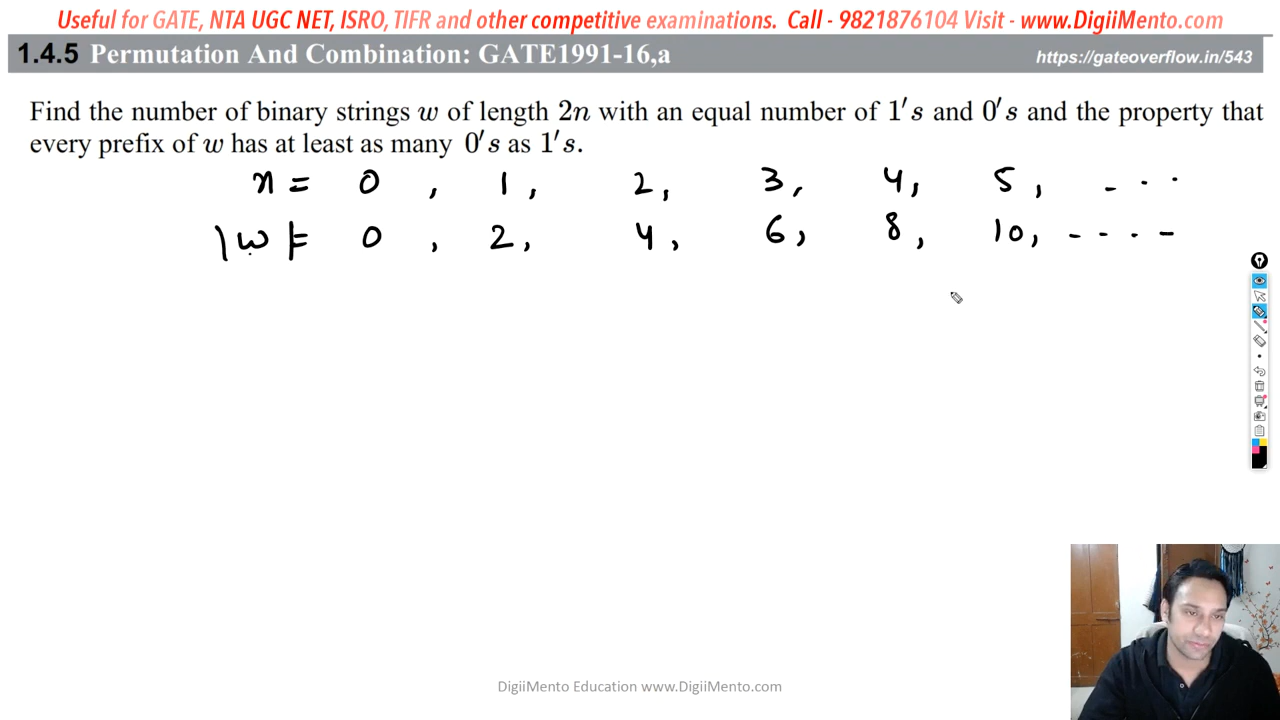 Useful for GATE, NTA UGC NET, ISRO, TIFR and other competitive examinations. Call - 9821876104 Visit - www.DigiiMento.com
1.4.5 Permutation And Combination: GATE1991-16,a https://gateoverflow.in/543
Find the number of binary strings w of length 2n with an equal number of 1's and 0's and the property that
every prefix of w has at least as many 0's as 1's.
n = 0 , 1 , 2, 3, 4, 5, - - -
|w|= 0 , 2, 4, 6, 8, 10, - - - -
DigiiMento Education www.DigiiMento.com